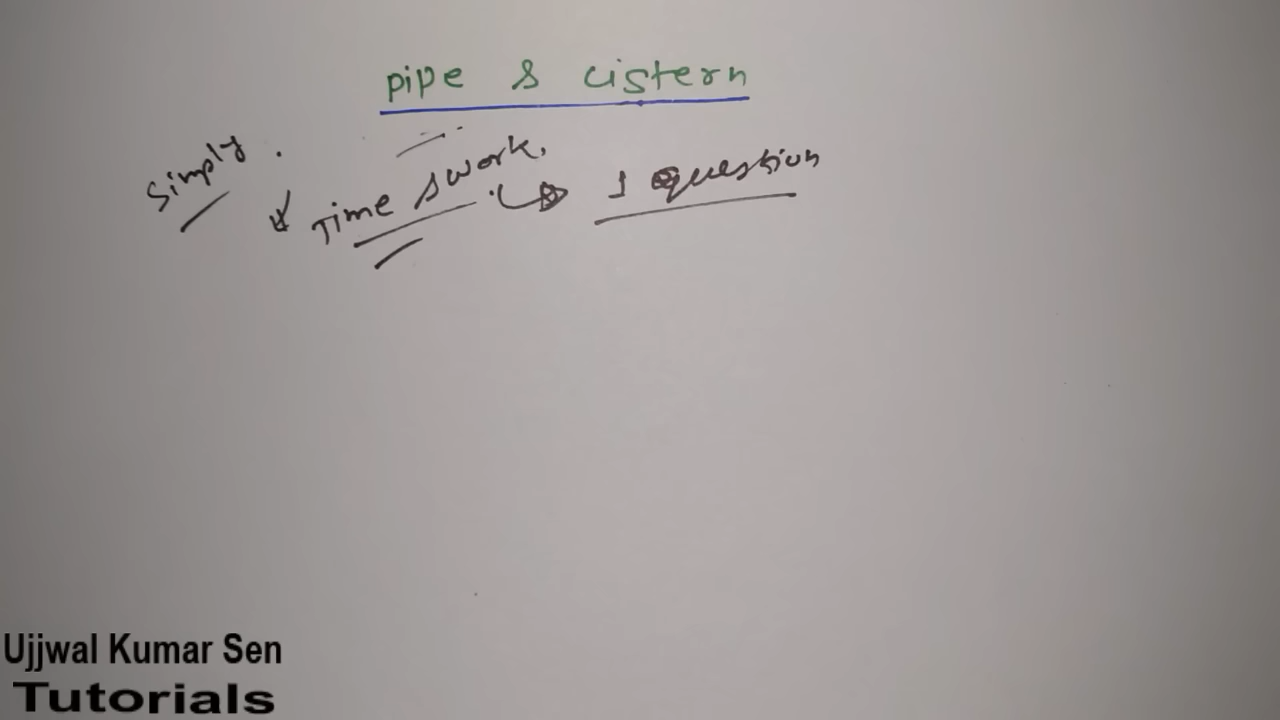 pipe & cistern
Simply.
Time & work.
1 question
Ujjwal Kumar Sen
Tutorials